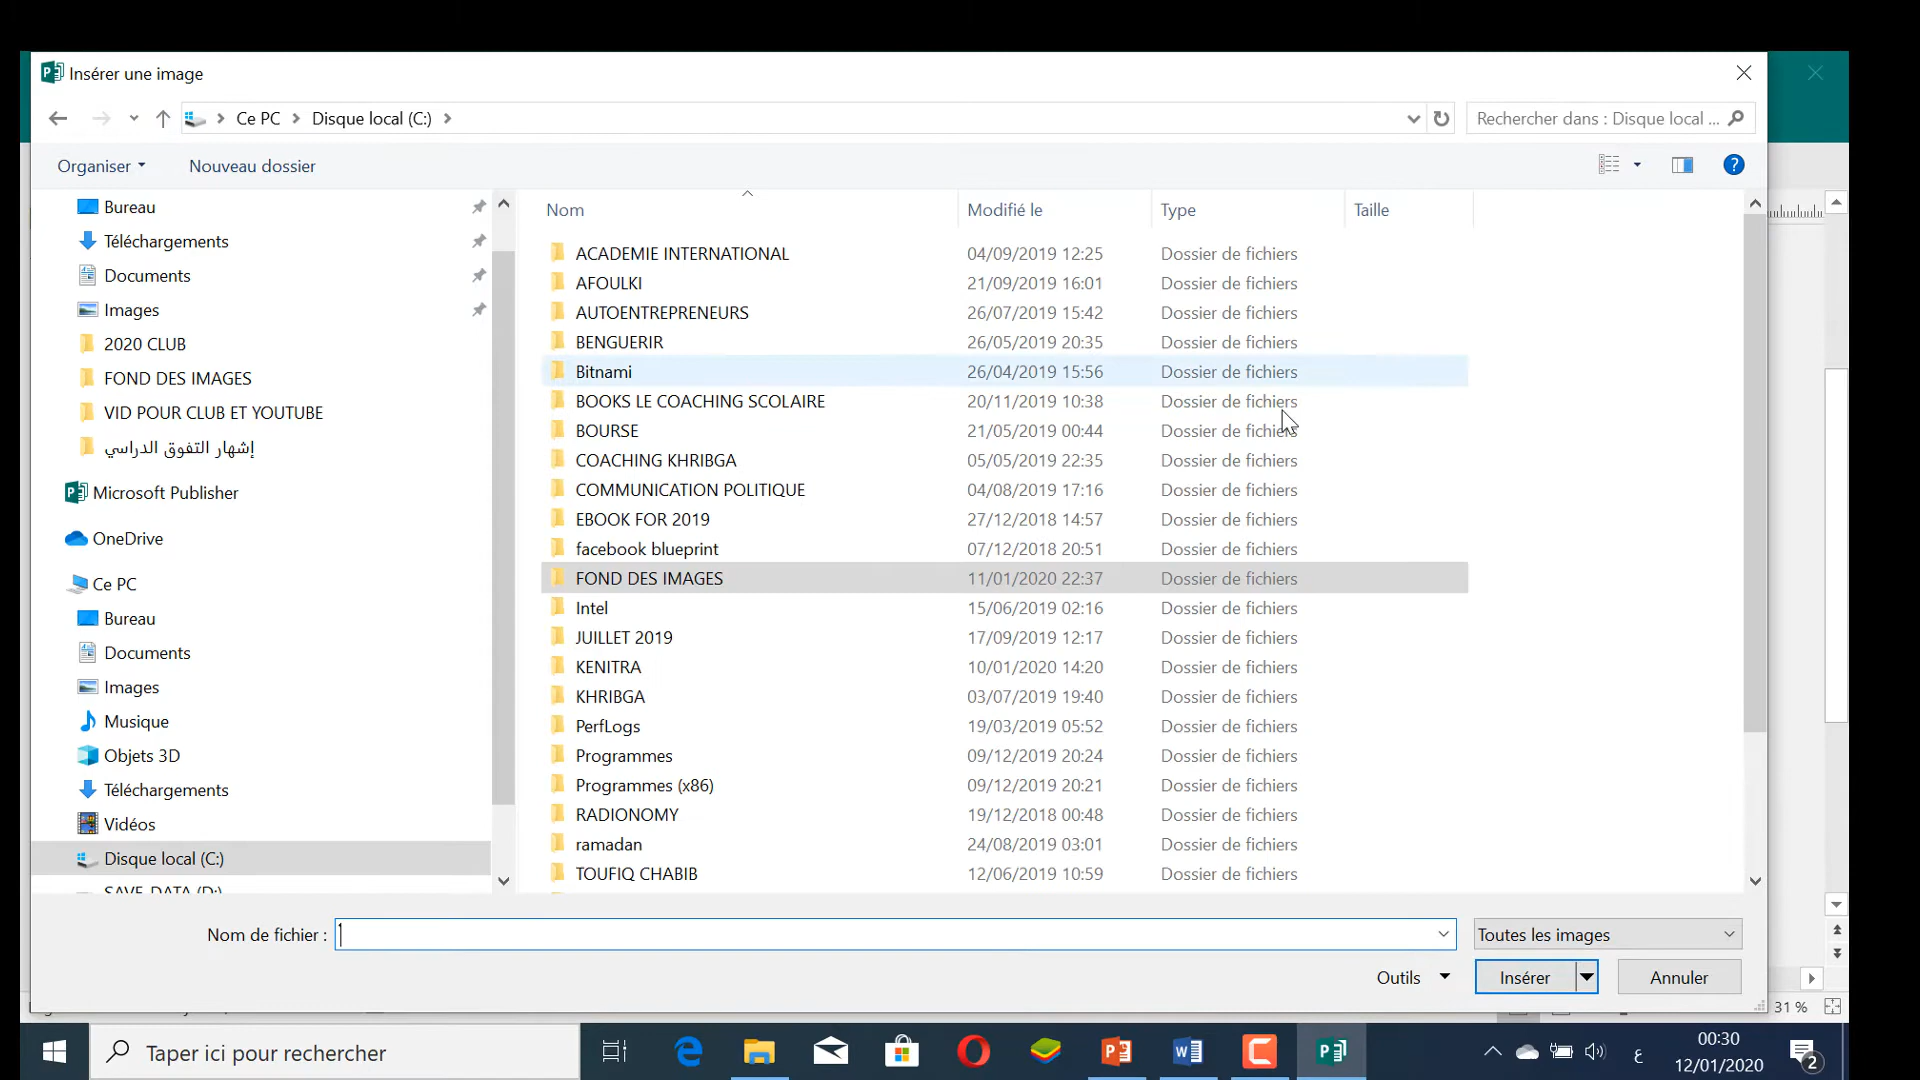 Insérer une image
Ce PC
Disque local (C:)
Rechercher dans : Disque local ...
Organiser
Nouveau dossier
Bureau
Téléchargements
Documents
Images
2020 CLUB
FOND DES IMAGES
VID POUR CLUB ET YOUTUBE
إشهار التفوق الدراسي
Microsoft Publisher
OneDrive
Ce PC
Bureau
Documents
Images
Musique
Objets 3D
Téléchargements
Vidéos
Disque local (C:)
SAVE DATA (D:)
Nom Modifié le Type Taille
ACADEMIE INTERNATIONAL 04/09/2019 12:25 Dossier de fichiers
AFOULKI 21/09/2019 16:01 Dossier de fichiers
AUTOENTREPRENEURS 26/07/2019 15:42 Dossier de fichiers
BENGUERIR 26/05/2019 20:35 Dossier de fichiers
Bitnami 26/04/2019 15:56 Dossier de fichiers
BOOKS LE COACHING SCOLAIRE 20/11/2019 10:38 Dossier de fichiers
BOURSE 21/05/2019 00:44 Dossier de fichiers
COACHING KHRIBGA 05/05/2019 22:35 Dossier de fichiers
COMMUNICATION POLITIQUE 04/08/2019 17:16 Dossier de fichiers
EBOOK FOR 2019 27/12/2018 14:57 Dossier de fichiers
facebook blueprint 07/12/2018 20:51 Dossier de fichiers
FOND DES IMAGES 11/01/2020 22:37 Dossier de fichiers
Intel 15/06/2019 02:16 Dossier de fichiers
JUILLET 2019 17/09/2019 12:17 Dossier de fichiers
KENITRA 10/01/2020 14:20 Dossier de fichiers
KHRIBGA 03/07/2019 19:40 Dossier de fichiers
PerfLogs 19/03/2019 05:52 Dossier de fichiers
Programmes 09/12/2019 20:24 Dossier de fichiers
Programmes (x86) 09/12/2019 20:21 Dossier de fichiers
RADIONOMY 19/12/2018 00:48 Dossier de fichiers
ramadan 24/08/2019 03:01 Dossier de fichiers
TOUFIQ CHABIB 12/06/2019 10:59 Dossier de fichiers
Nom de fichier :
Toutes les images
Outils
Insérer
Annuler
31 %
Taper ici pour rechercher
ع
00:30
12/01/2020
2